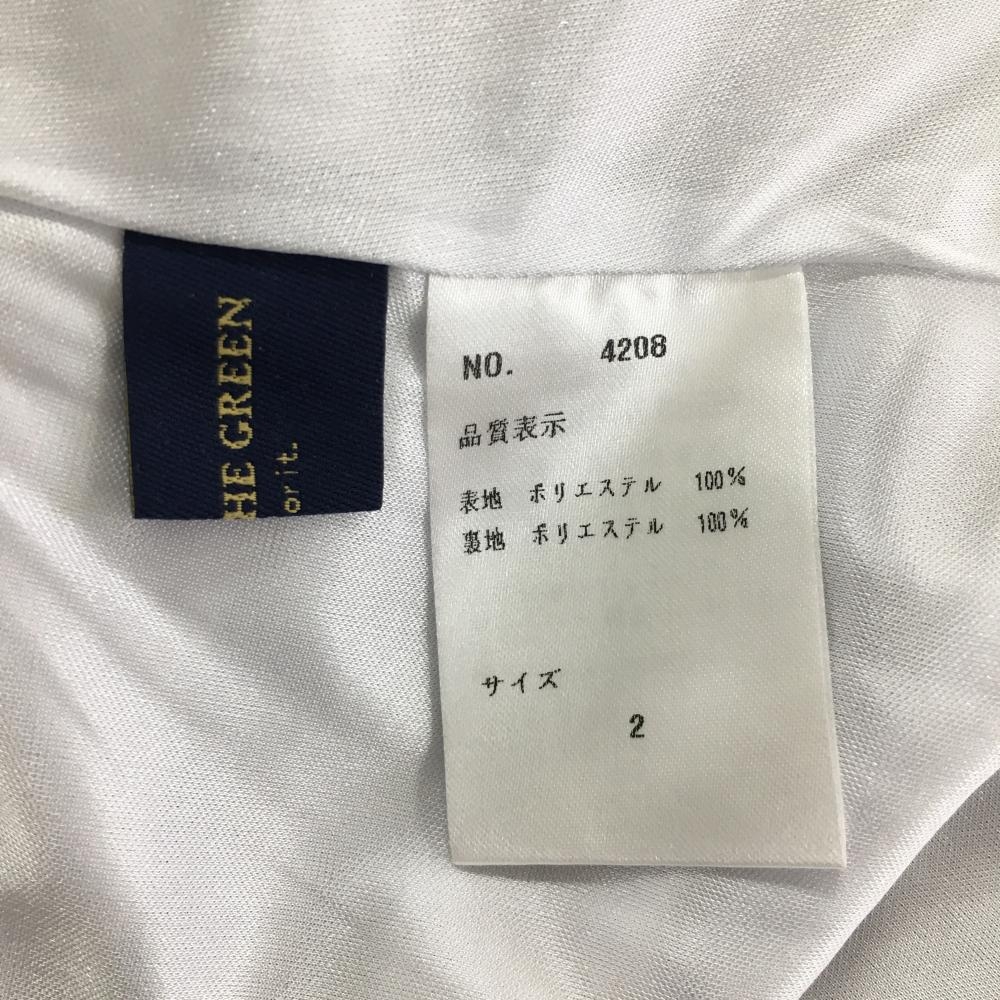 HE GREEN
orit.
NO. 4208
品質表示
表地 ポリエステル 100%
裏地 ポリエステル 100%
サイズ
2